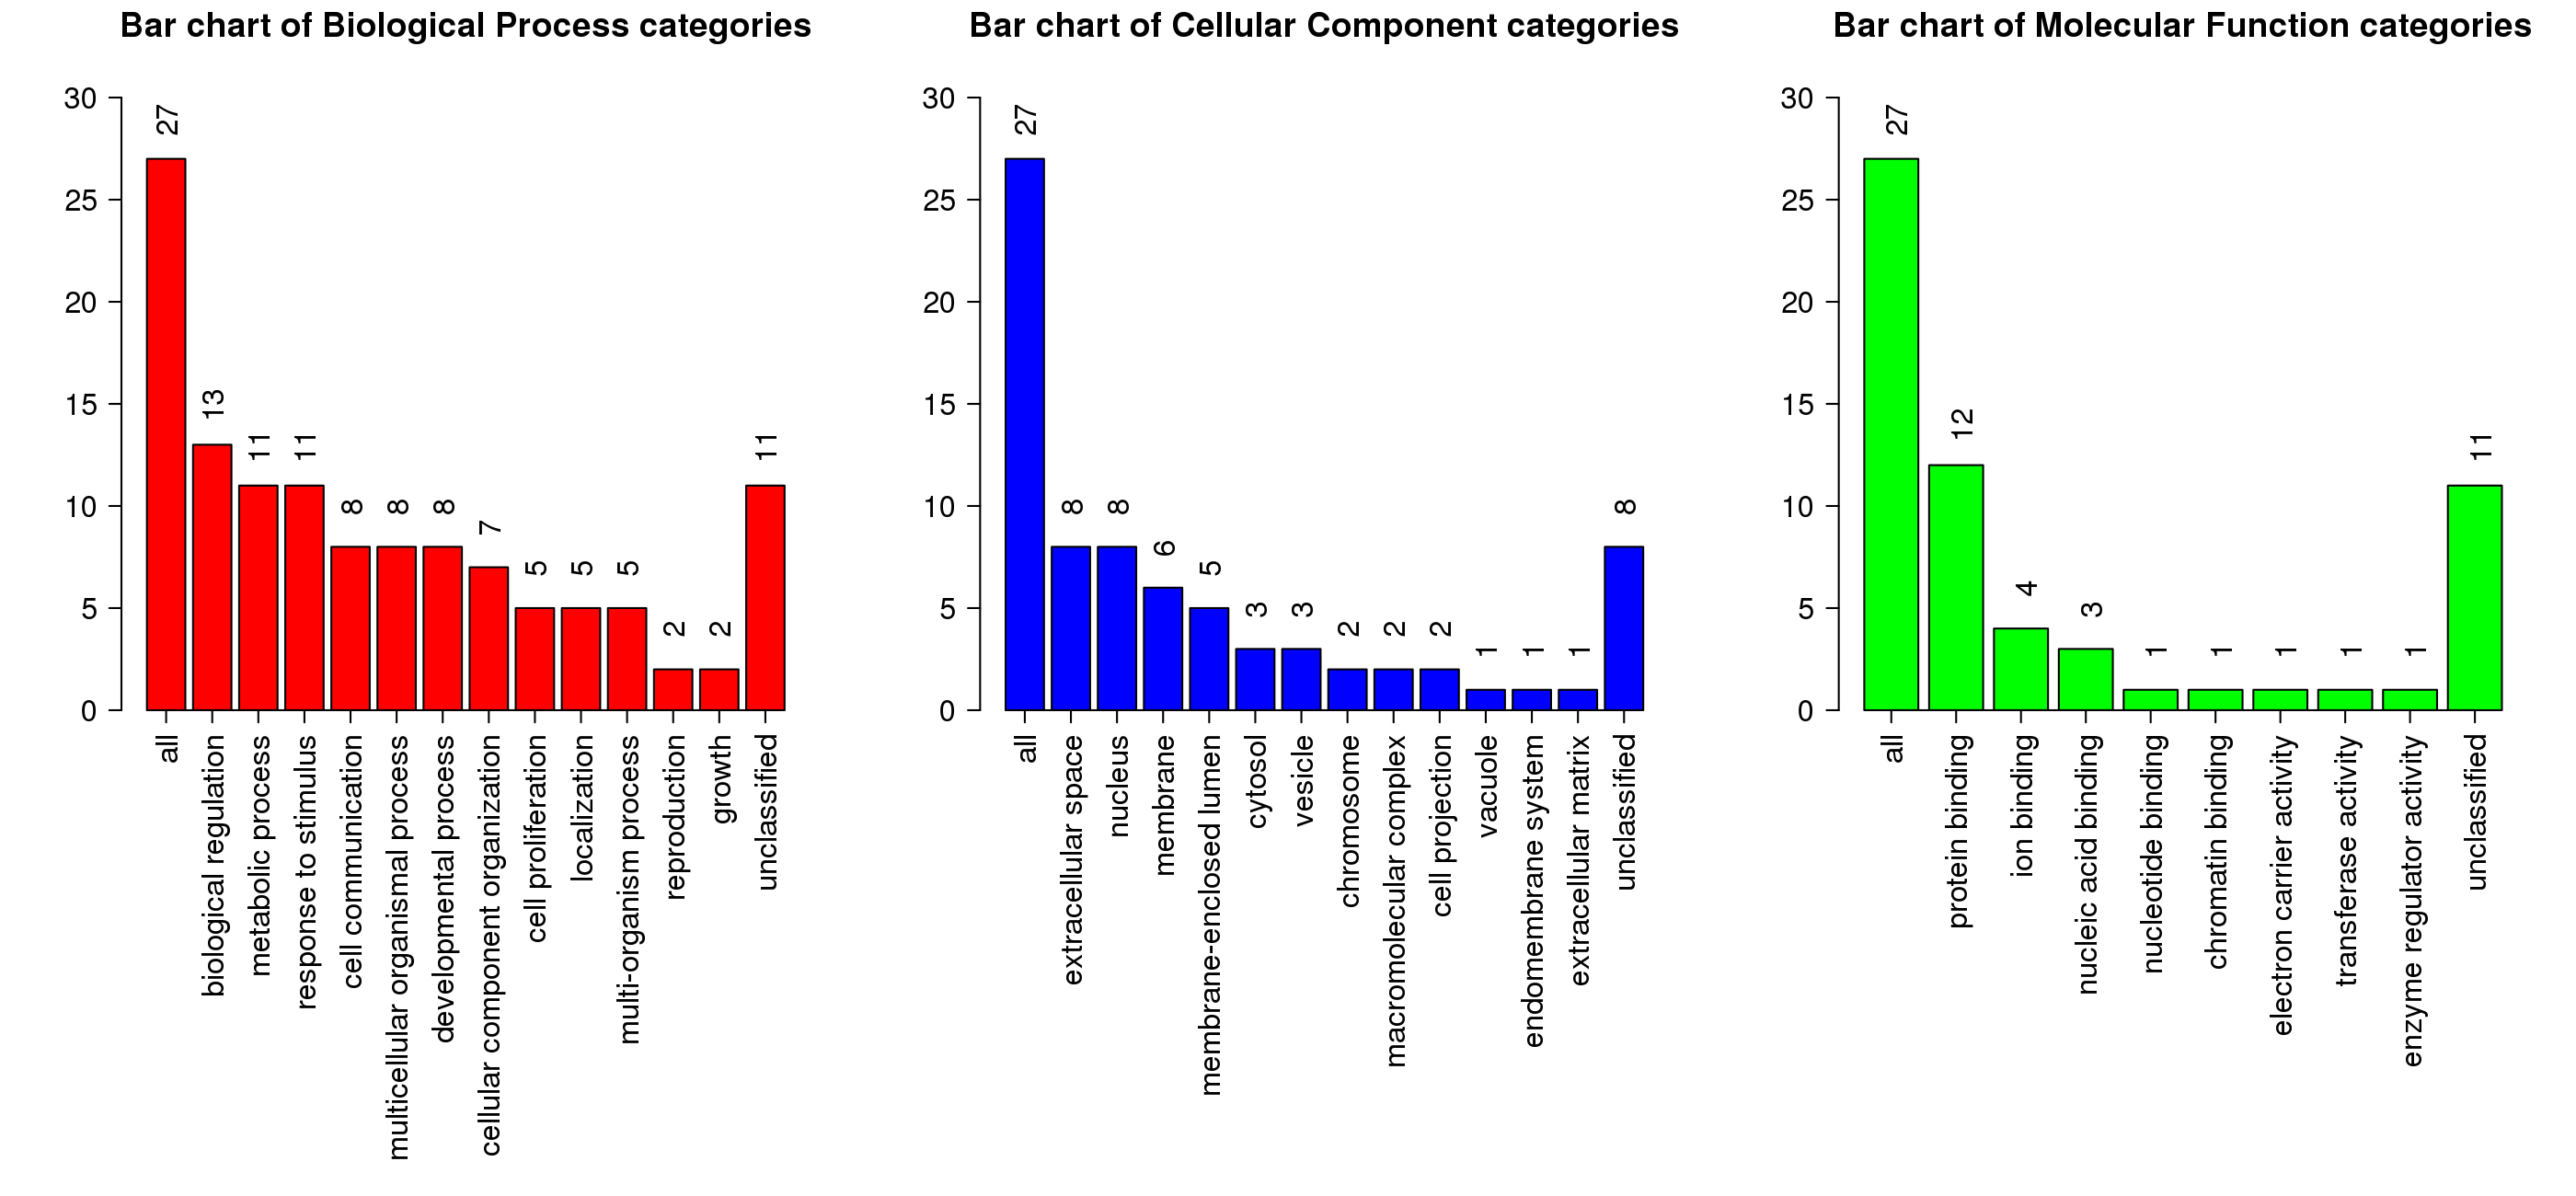 Bar chart of Biological Process categories
30
25
20
15
10
5
0
27
13
11
11
8
8
8
7
5
5
5
2
2
11
all
biological regulation
metabolic process
response to stimulus
cell communication
multicellular organismal process
developmental process
cellular component organization
cell proliferation
localization
multi-organism process
reproduction
growth
unclassified
Bar chart of Cellular Component categories
30
25
20
15
10
5
0
27
8
8
6
5
3
3
2
2
2
1
1
1
8
all
extracellular space
nucleus
membrane
membrane-enclosed lumen
cytosol
vesicle
chromosome
macromolecular complex
cell projection
vacuole
endomembrane system
extracellular matrix
unclassified
Bar chart of Molecular Function categories
30
25
20
15
10
5
0
27
12
4
3
1
1
1
1
1
11
all
protein binding
ion binding
nucleic acid binding
nucleotide binding
chromatin binding
electron carrier activity
transferase activity
enzyme regulator activity
unclassified